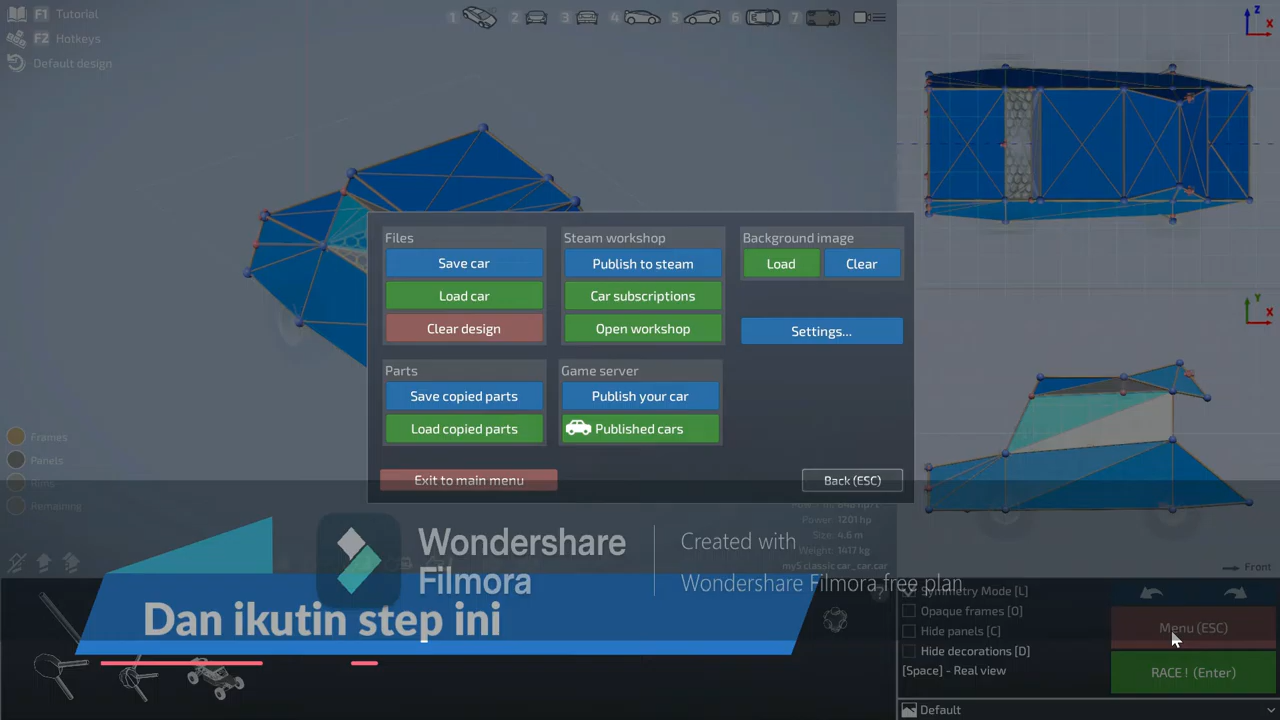 F1 Tutorial
F2 Hotkeys
Default design
1 2 3 4 5 6 7
Z
X
Files
Save car
Load car
Clear design
Steam workshop
Publish to steam
Car subscriptions
Open workshop
Background image
Load
Clear
Settings...
Parts
Save copied parts
Load copied parts
Game server
Publish your car
Published cars
Exit to main menu
Back (ESC)
Y
X
Frames
Panels
Power: 1201 hp
Size: 4.6 m
Weight: 1417 kg
my5 classic car_car.car
Front
Wondershare
Filmora
Created with
Wondershare Filmora free plan
Dan ikutin step ini
Symmetry Mode [L]
Opaque frames [O]
Hide panels [C]
Hide decorations [D]
[Space] - Real view
Menu (ESC)
RACE ! (Enter)
Default